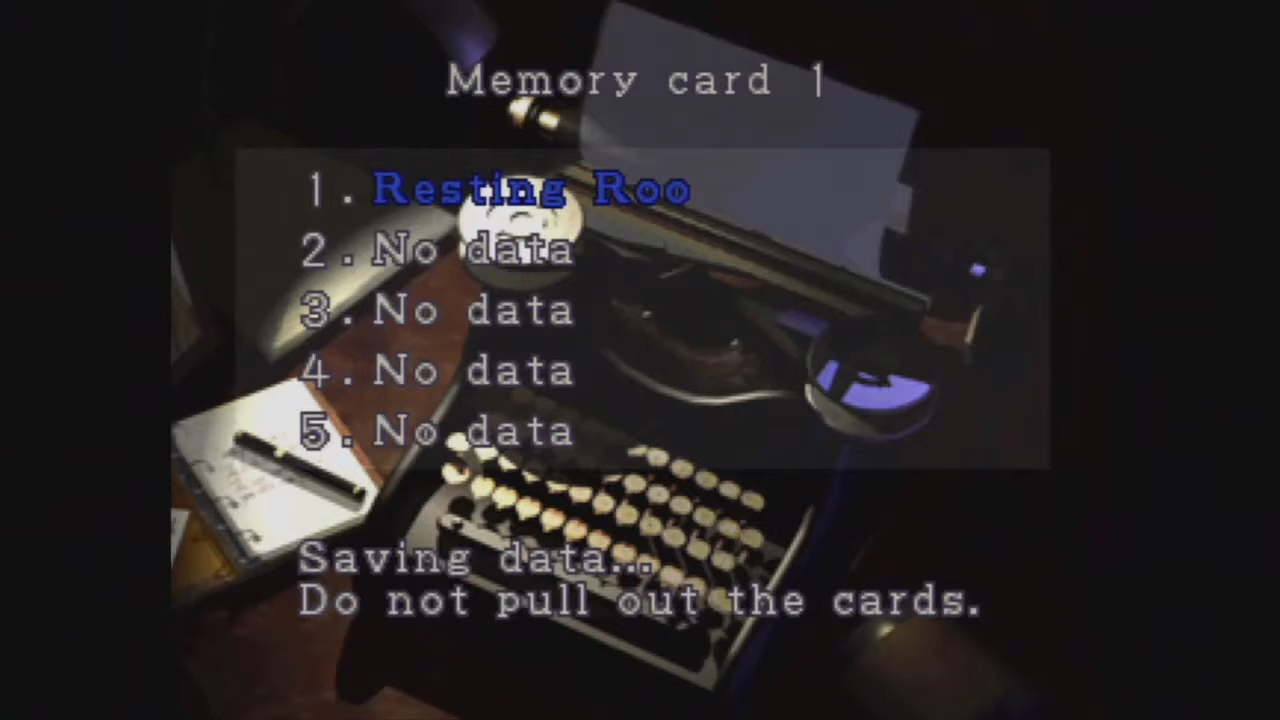 Memory card 1
1. Resting Roo
2. No data
3. No data
4. No data
5. No data
Saving data...
Do not pull out the cards.